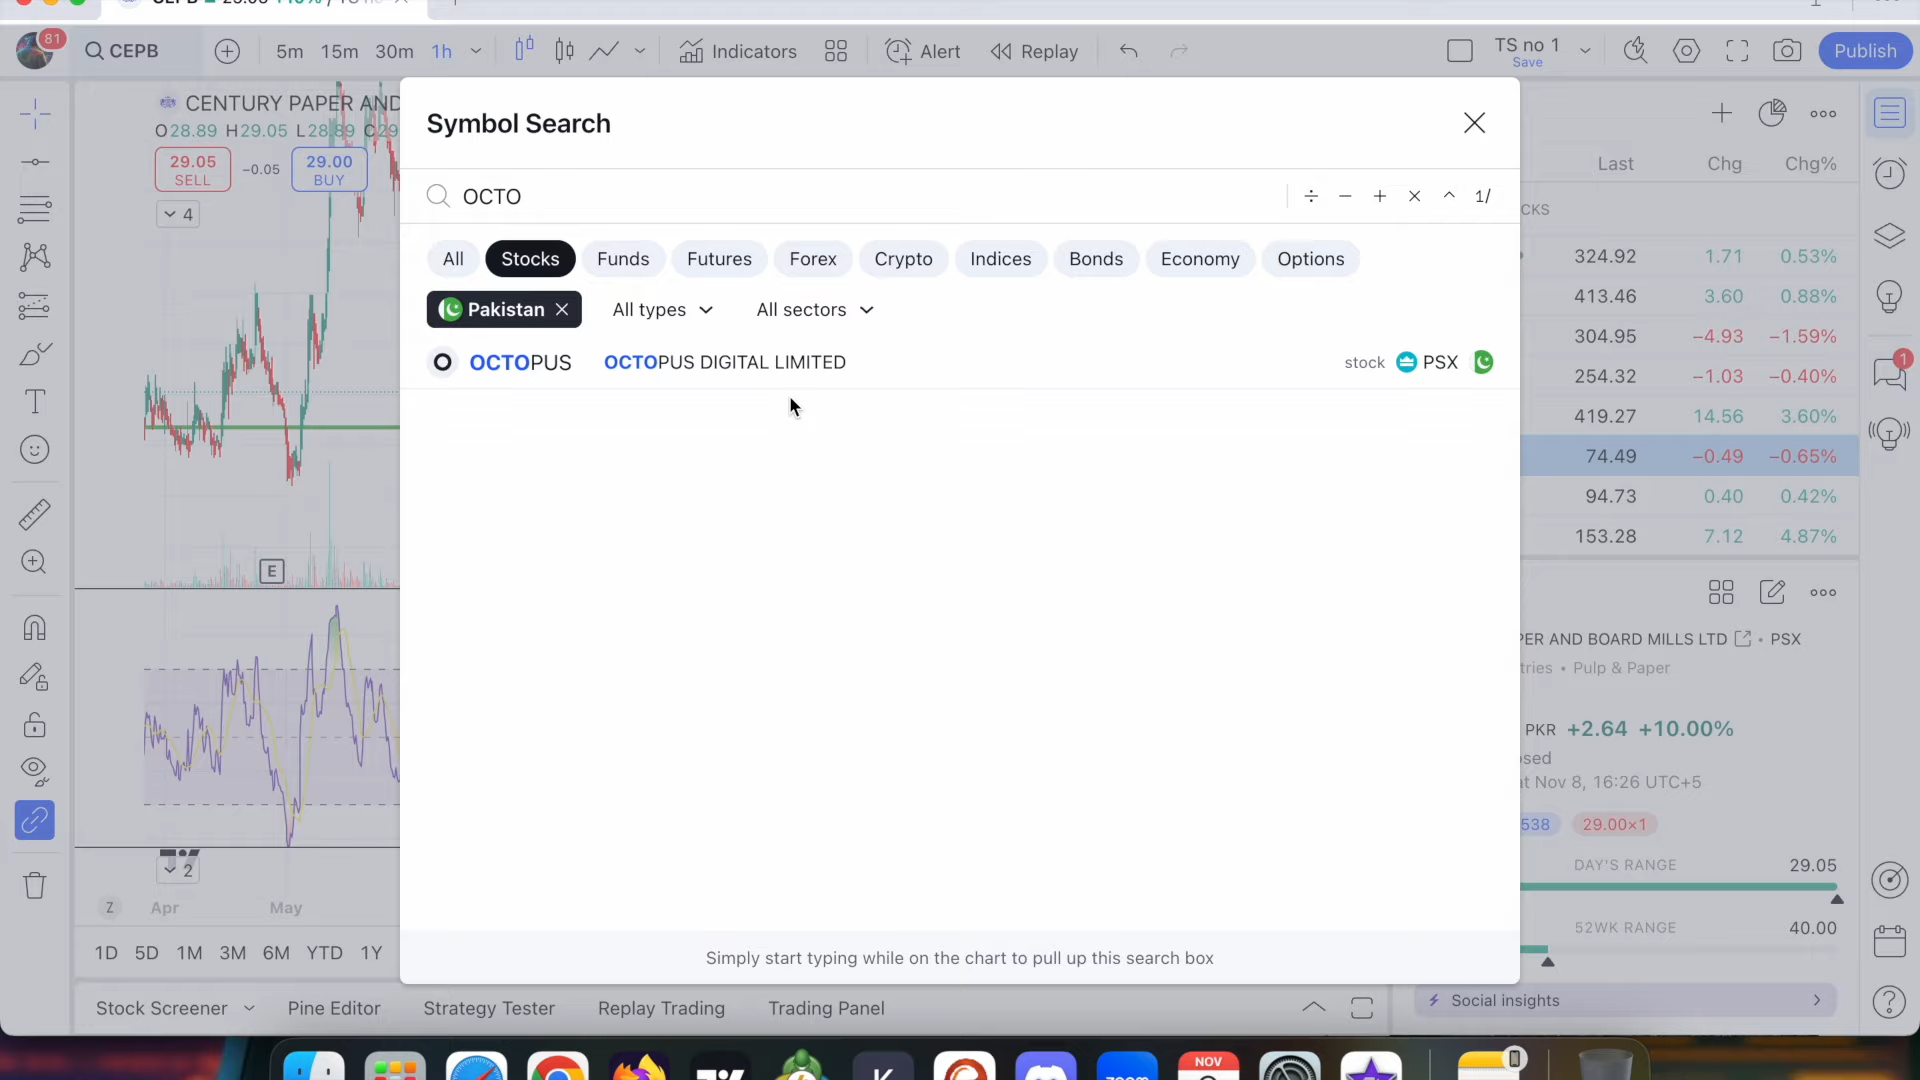 81
CEPB
5m 15m 30m 1h
Indicators
Alert
Replay
TS no 1
Save
Publish
CENTURY PAPER AND
O28.89 H29.05 L28.89 C29
29.05
SELL
-0.05
29.00
BUY
4
Symbol Search
OCTO
÷ − + × ^ 1/
All Stocks Funds Futures Forex Crypto Indices Bonds Economy Options
Pakistan All types All sectors
OCTOPUS OCTOPUS DIGITAL LIMITED stock PSX
Simply start typing while on the chart to pull up this search box
Last Chg Chg%
CKS
324.92 1.71 0.53%
413.46 3.60 0.88%
304.95 −4.93 −1.59%
254.32 −1.03 −0.40%
419.27 14.56 3.60%
74.49 −0.49 −0.65%
94.73 0.40 0.42%
153.28 7.12 4.87%
1
PER AND BOARD MILLS LTD • PSX
tries • Pulp & Paper
PKR +2.64 +10.00%
osed
at Nov 8, 16:26 UTC+5
538 29.00×1
DAY'S RANGE 29.05
52WK RANGE 40.00
Social insights
E
2
Z Apr May
1D 5D 1M 3M 6M YTD 1Y
Stock Screener Pine Editor Strategy Tester Replay Trading Trading Panel
NOV
zoom